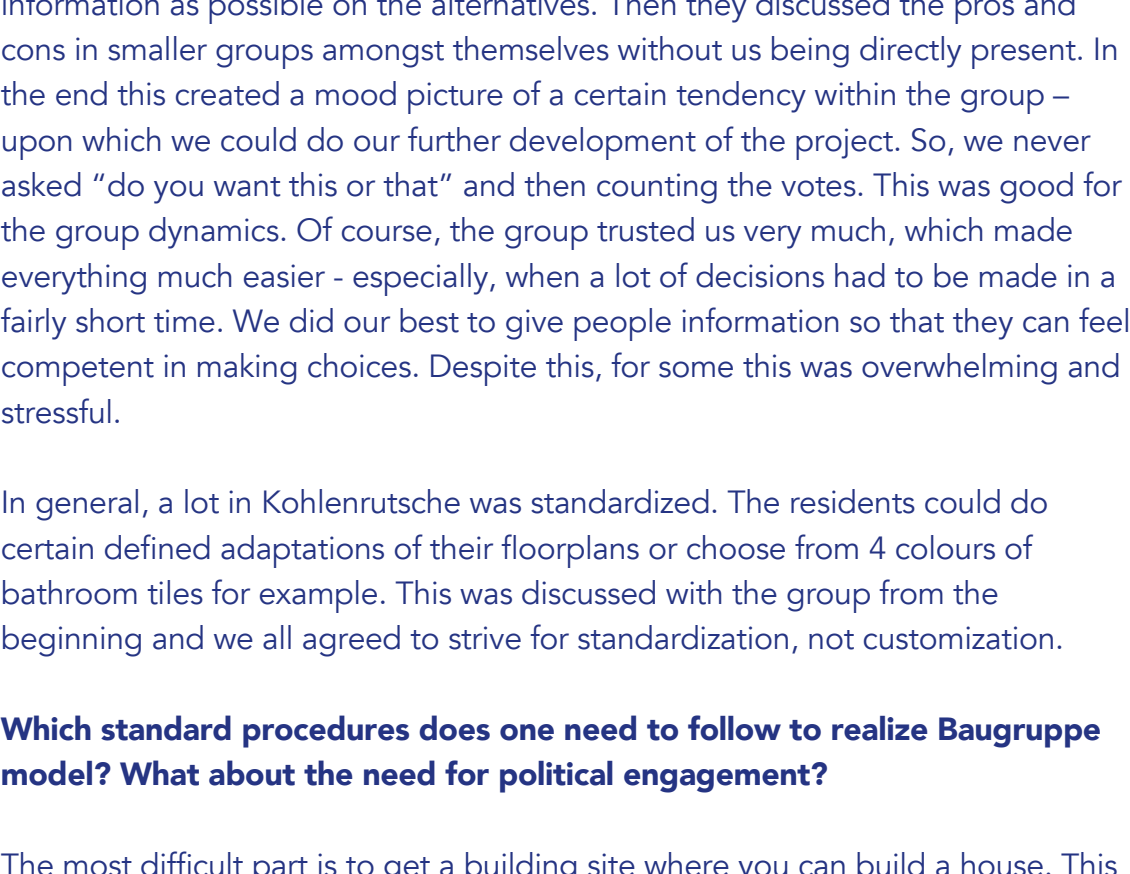 information as possible on the alternatives. Then they discussed the pros and
cons in smaller groups amongst themselves without us being directly present. In
the end this created a mood picture of a certain tendency within the group –
upon which we could do our further development of the project. So, we never
asked “do you want this or that” and then counting the votes. This was good for
the group dynamics. Of course, the group trusted us very much, which made
everything much easier - especially, when a lot of decisions had to be made in a
fairly short time. We did our best to give people information so that they can feel
competent in making choices. Despite this, for some this was overwhelming and
stressful.
In general, a lot in Kohlenrutsche was standardized. The residents could do
certain defined adaptations of their floorplans or choose from 4 colours of
bathroom tiles for example. This was discussed with the group from the
beginning and we all agreed to strive for standardization, not customization.
Which standard procedures does one need to follow to realize Baugruppe
model? What about the need for political engagement?
The most difficult part is to get a building site where you can build a house. This